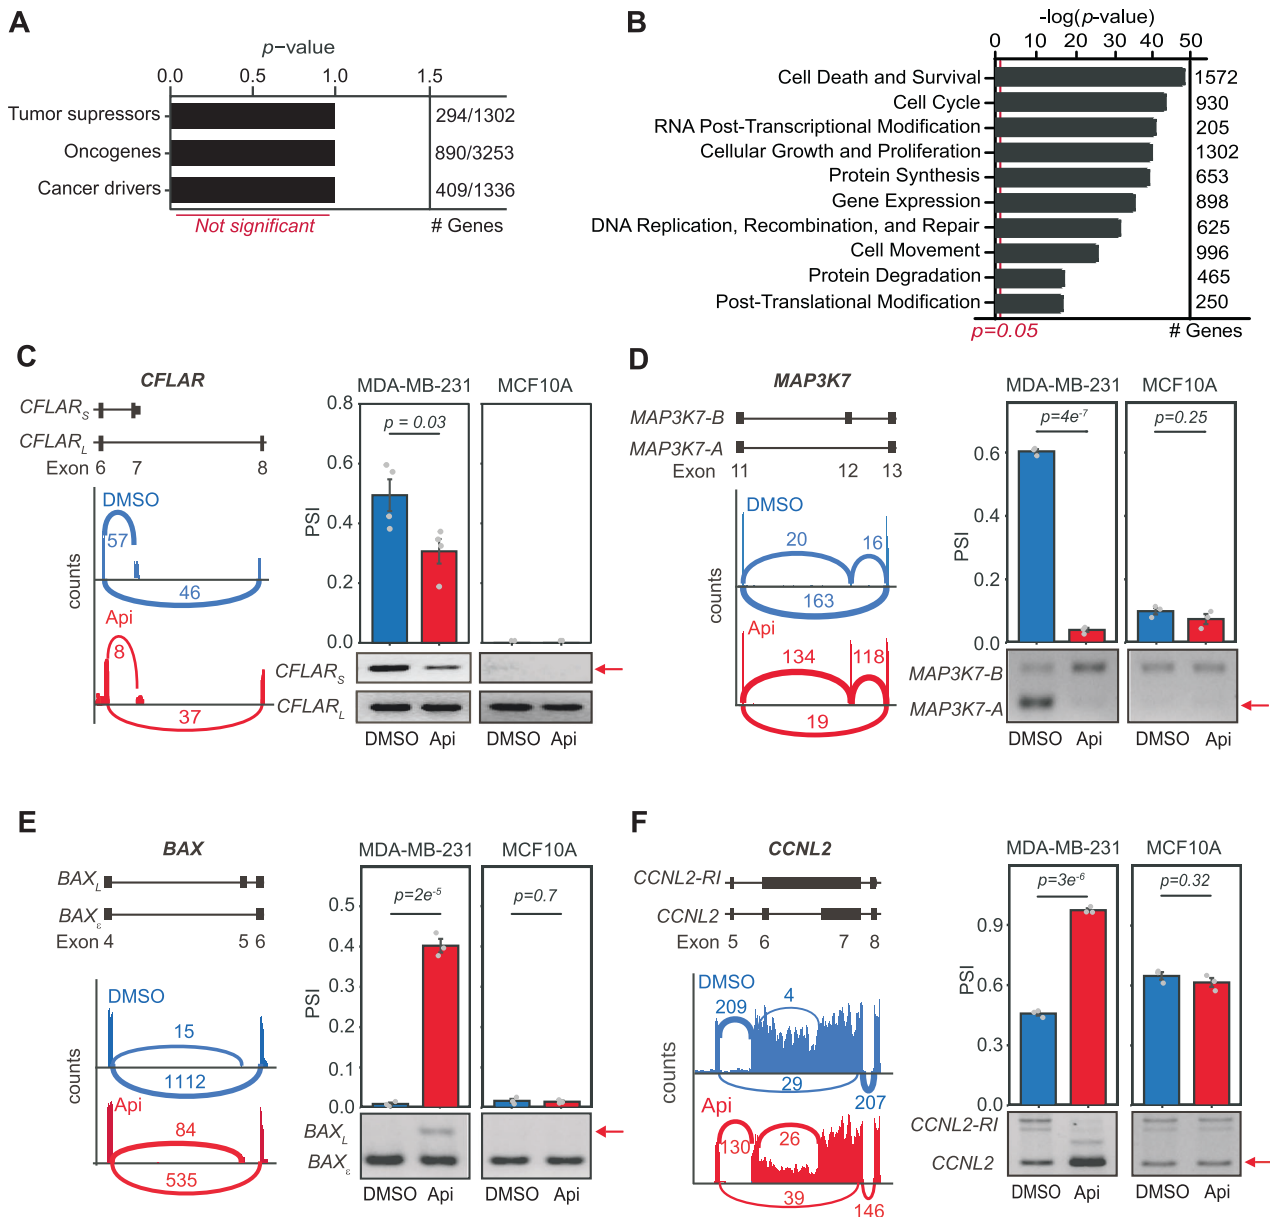 A
p−value
0.0 0.5 1.0 1.5
Tumor supressors 294/1302
Oncogenes 890/3253
Cancer drivers 409/1336
Not significant # Genes
B
-log(p-value)
0 10 20 30 40 50
Cell Death and Survival 1572
Cell Cycle 930
RNA Post-Transcriptional Modification 205
Cellular Growth and Proliferation 1302
Protein Synthesis 653
Gene Expression 898
DNA Replication, Recombination, and Repair 625
Cell Movement 996
Protein Degradation 465
Post-Translational Modification 250
p=0.05 # Genes
C
CFLAR
CFLARS
CFLARL
Exon 6 7 8
DMSO
57
46
counts
Api
8
37
MDA-MB-231 MCF10A
0.8
0.6
0.4
0.2
0.0
PSI
p = 0.03
CFLARS
CFLARL
DMSO Api DMSO Api
D
MAP3K7
MAP3K7-B
MAP3K7-A
Exon 11 12 13
DMSO
20 16
163
counts
Api
134 118
19
MDA-MB-231 MCF10A
p=4e-7 p=0.25
0.6
0.4
0.2
0.0
PSI
MAP3K7-B
MAP3K7-A
DMSO Api DMSO Api
E
BAX
BAXL
BAXε
Exon 4 5 6
DMSO
15
1112
counts
Api
84
535
MDA-MB-231 MCF10A
p=2e-5 p=0.7
0.5
0.4
0.3
0.2
0.1
0.0
PSI
BAXL
BAXε
DMSO Api DMSO Api
F
CCNL2
CCNL2-RI
CCNL2
Exon 5 6 7 8
DMSO
209 4
29
207
counts
Api
130 26
39
146
MDA-MB-231 MCF10A
p=3e-6 p=0.32
0.9
0.6
0.3
0.0
PSI
CCNL2-RI
CCNL2
DMSO Api DMSO Api